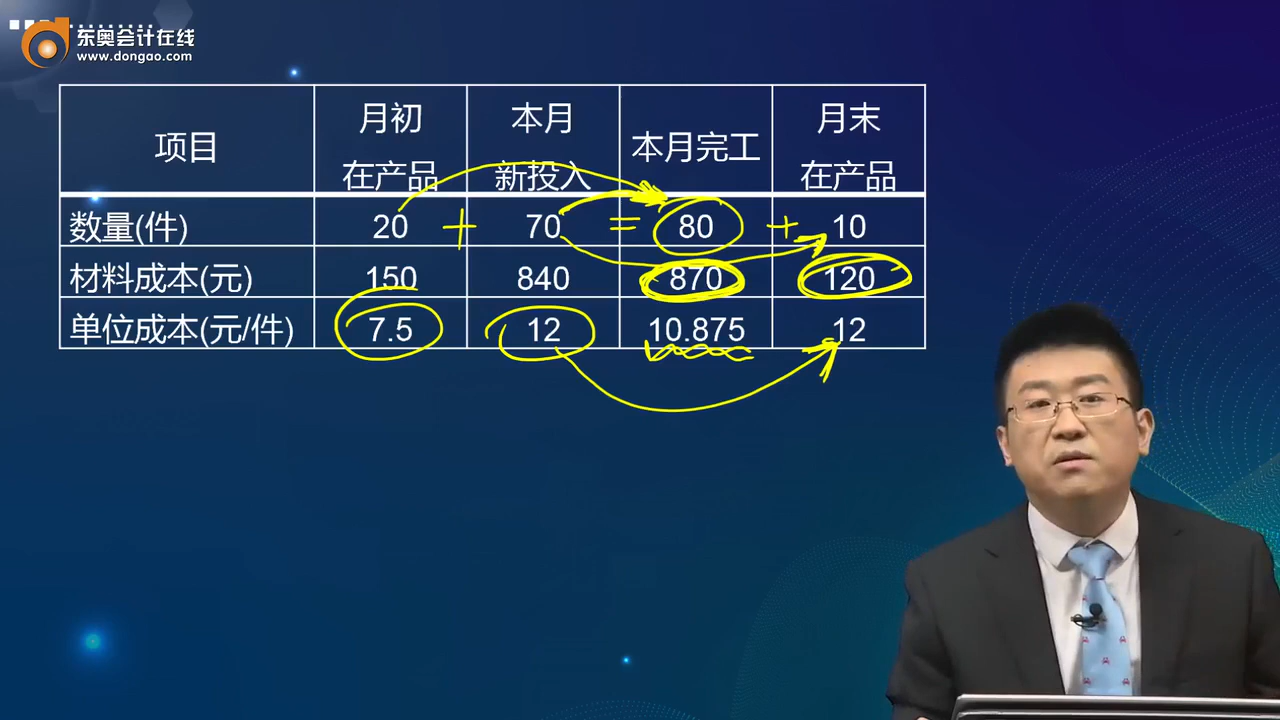 东奥会计在线
www.dongao.com
项目 月初在产品 本月新投入 本月完工 月末在产品
数量(件) 20 + 70 = 80 + 10
材料成本(元) 150 840 870 120
单位成本(元/件) 7.5 12 10.875 12